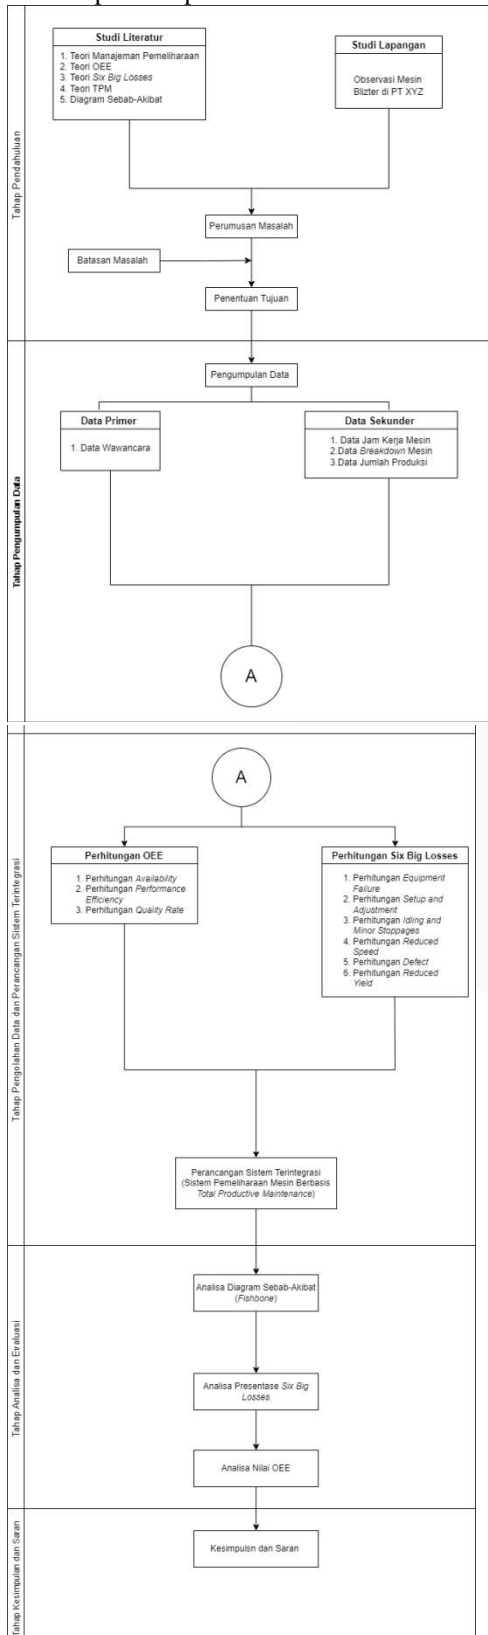 Studi Literatur
1. Teori Manajeman Pemeliharaan
2. Teori OEE
3. Teori Six Big Losses
4. Teori TPM
5. Diagram Sebab-Akibat
Studi Lapangan
Observasi Mesin
Blizter di PT XYZ
Tahap Pendahuluan
Perumusan Masalah
Batasan Masalah
Penentuan Tujuan
Pengumpulan Data
Data Primer
1. Data Wawancara
Data Sekunder
1. Data Jam Kerja Mesin
2.Data Breakdown Mesin
3.Data Jumlah Produksi
Tahap Pengumpulan Data
A
A
Perhitungan OEE
1. Perhitungan Availability
2. Perhitungan Performance
Efficiency
3. Perhitungan Quality Rate
Perhitungan Six Big Losses
1. Perhitungan Equipment
Failure
2. Perhitungan Setup and
Adjustment
3. Perhitungan Idling and
Minor Stoppages
4. Perhitungan Reduced
Speed
5. Perhitungan Defect
6. Perhitungan Reduced
Yield
Tahap Pengolahan Data dan Perancangan Sistem Terintegrasi
Perancangan Sistem Terintegrasi
(Sistem Pemeliharaan Mesin Berbasis
Total Productive Maintenance)
Analisa Diagram Sebab-Akibat
(Fishbone)
Tahap Analisa dan Evaluasi
Analisa Presentase Six Big
Losses
Analisa Nilai OEE
Kesimpulsn dan Saran
Tahap Kesimpulan dan Saran